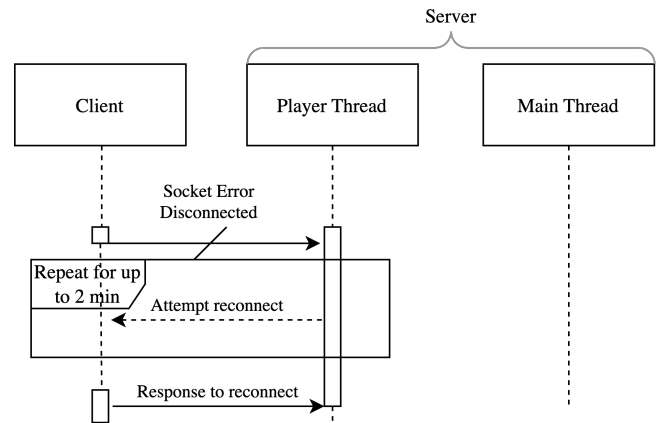 Server
Client
Player Thread
Main Thread
Socket Error
Disconnected
Repeat for up
to 2 min
Attempt reconnect
Response to reconnect